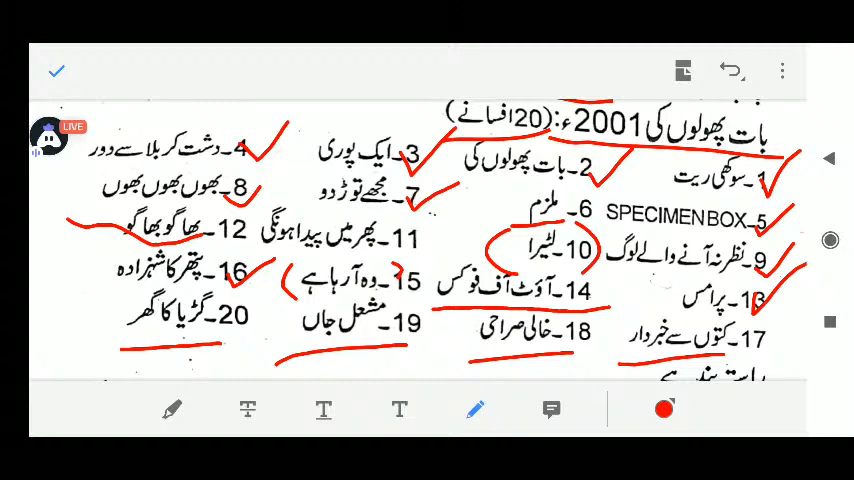 بات پھولوں کی 2001ء: (20 افسانے)
1۔ سوکھی ریت 2۔ بات پھولوں کی 3۔ ایک پوری 4۔ دشت کربلا سے دور
5۔ SPECIMEN BOX 6۔ ملزم 7۔ مجھے توڑ دو 8۔ بھوں بھوں بھوں
9۔ نظر نہ آنے والے لوگ 10۔ لٹیرا 11۔ پھر میں پیدا ہونگی 12۔ بھاگو بھاگو
13۔ پرامس 14۔ آؤٹ آف فوکس 15۔ وہ آرہا ہے 16۔ پتھر کا شہزادہ
17۔ کتوں سے خبردار 18۔ خالی صراحی 19۔ مشعل جاں 20۔ گڑیا کا گھر
LIVE